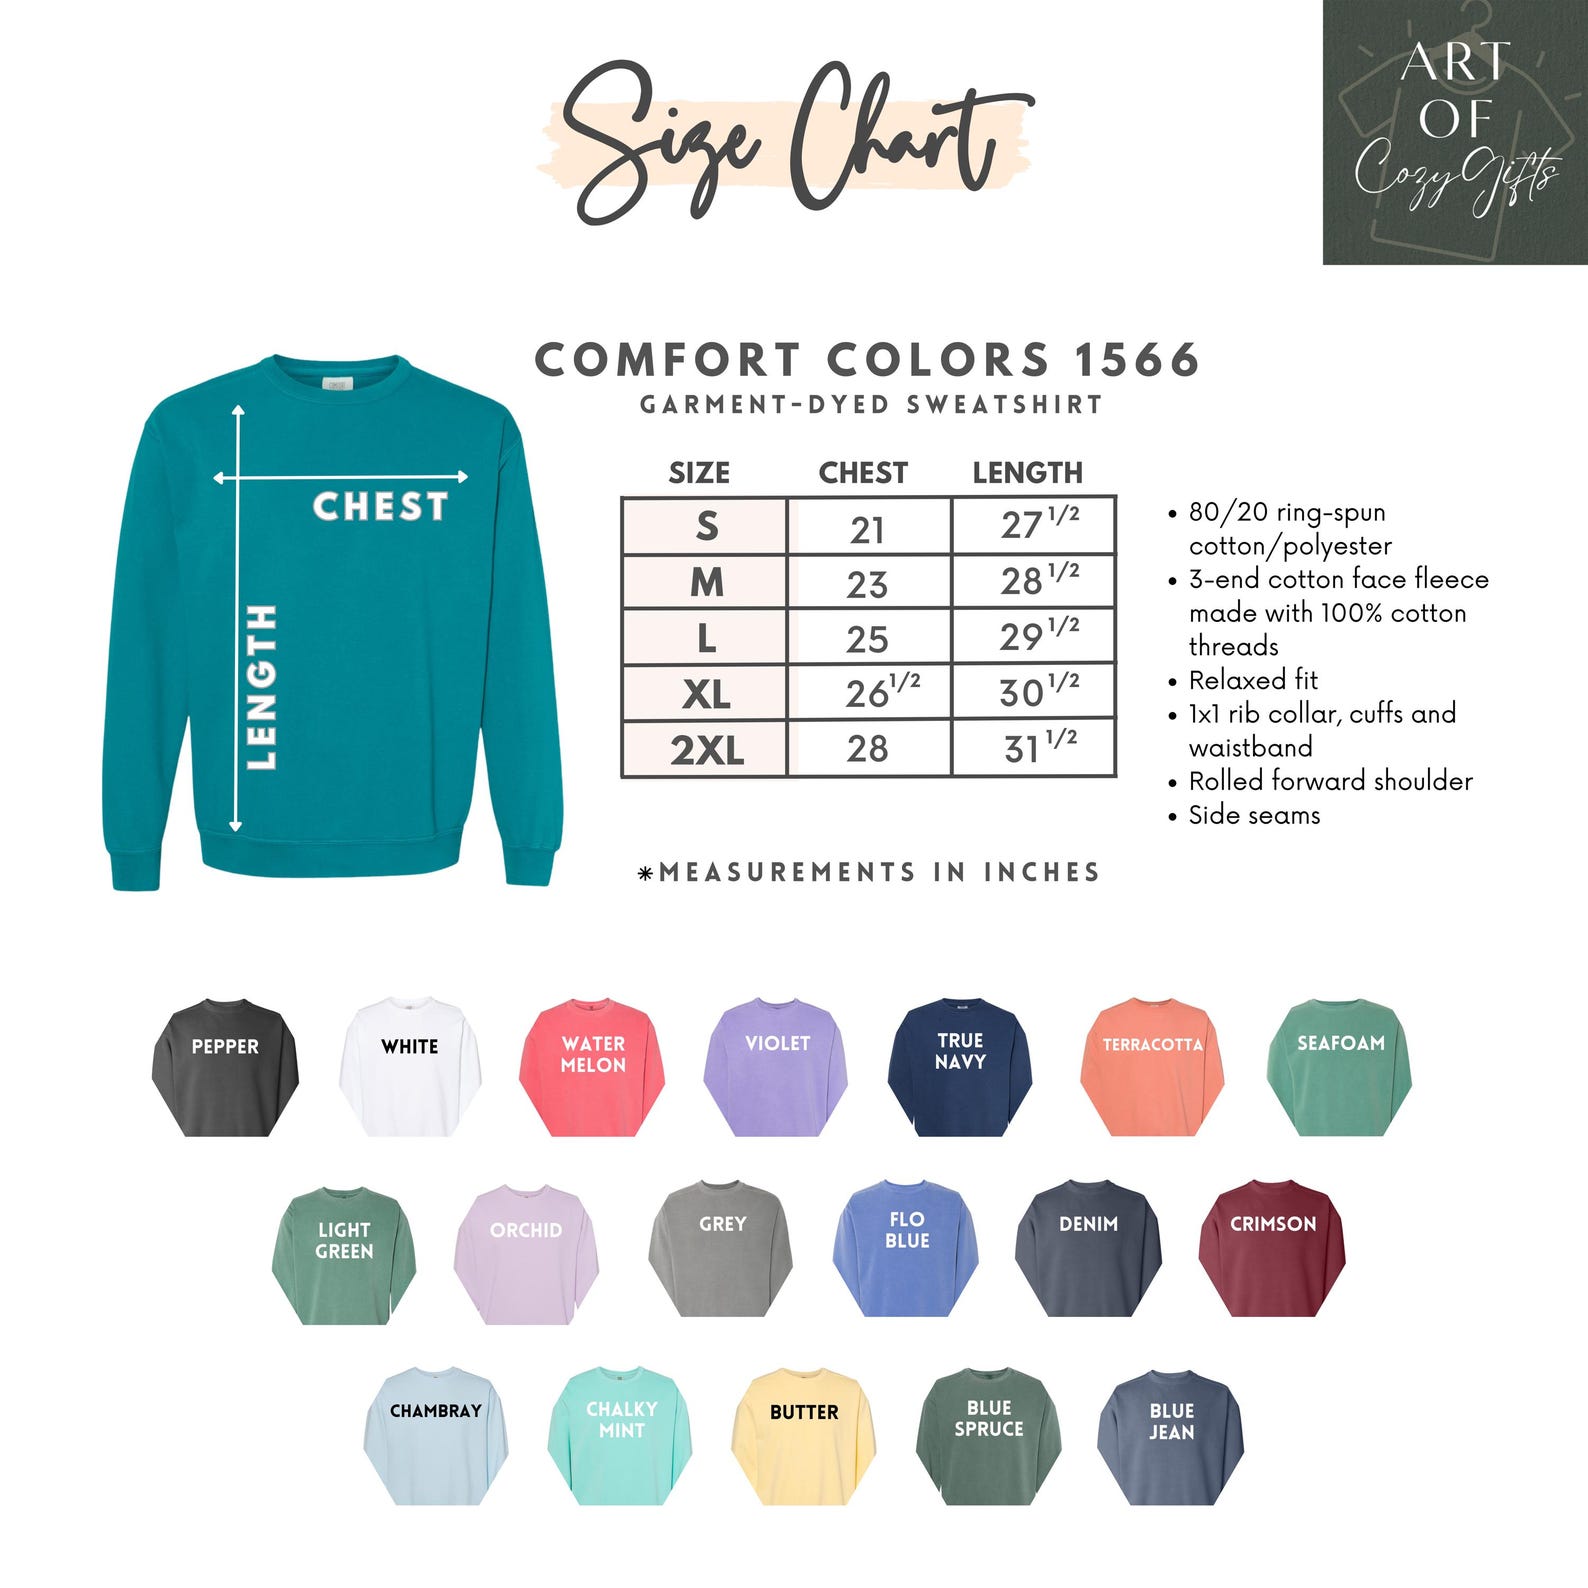 Size Chart
ART
OF
Cozy Gifts
COMFORT COLORS 1566
GARMENT-DYED SWEATSHIRT
COMFORT
CHEST
LENGTH
SIZE CHEST LENGTH
S 21 27 1/2
M 23 28 1/2
L 25 29 1/2
XL 26 1/2 30 1/2
2XL 28 31 1/2
*MEASUREMENTS IN INCHES
• 80/20 ring-spun
cotton/polyester
• 3-end cotton face fleece
made with 100% cotton
threads
• Relaxed fit
• 1x1 rib collar, cuffs and
waistband
• Rolled forward shoulder
• Side seams
PEPPER
WHITE
WATER
MELON
VIOLET
TRUE
NAVY
TERRACOTTA
SEAFOAM
LIGHT
GREEN
ORCHID
GREY
FLO
BLUE
DENIM
CRIMSON
CHAMBRAY
CHALKY
MINT
BUTTER
BLUE
SPRUCE
BLUE
JEAN